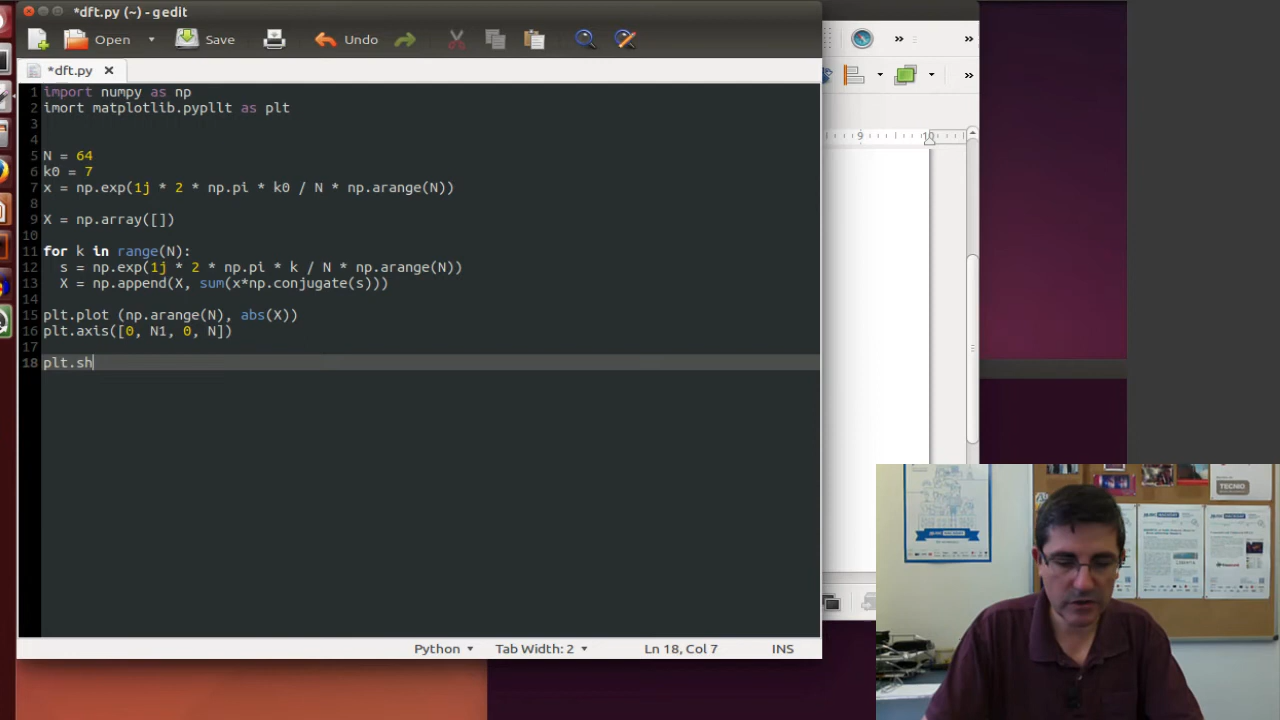 *dft.py (~) - gedit
Open Save Undo
*dft.py
1 import numpy as np
2 imort matplotlib.pypllt as plt
3
4
5 N = 64
6 k0 = 7
7 x = np.exp(1j * 2 * np.pi * k0 / N * np.arange(N))
8
9 X = np.array([])
10
11 for k in range(N):
12 s = np.exp(1j * 2 * np.pi * k / N * np.arange(N))
13 X = np.append(X, sum(x*np.conjugate(s)))
14
15 plt.plot (np.arange(N), abs(X))
16 plt.axis([0, N1, 0, N])
17
18 plt.sh
Python Tab Width: 2 Ln 18, Col 7 INS
9 10
TECNIO